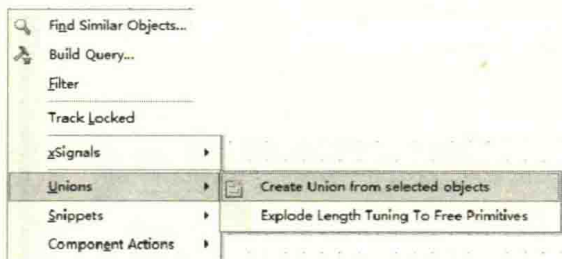 Find Similar Objects...
Build Query...
Filter
Track Locked
xSignals
Unions
Create Union from selected objects
Snippets
Explode Length Tuning To Free Primitives
Component Actions